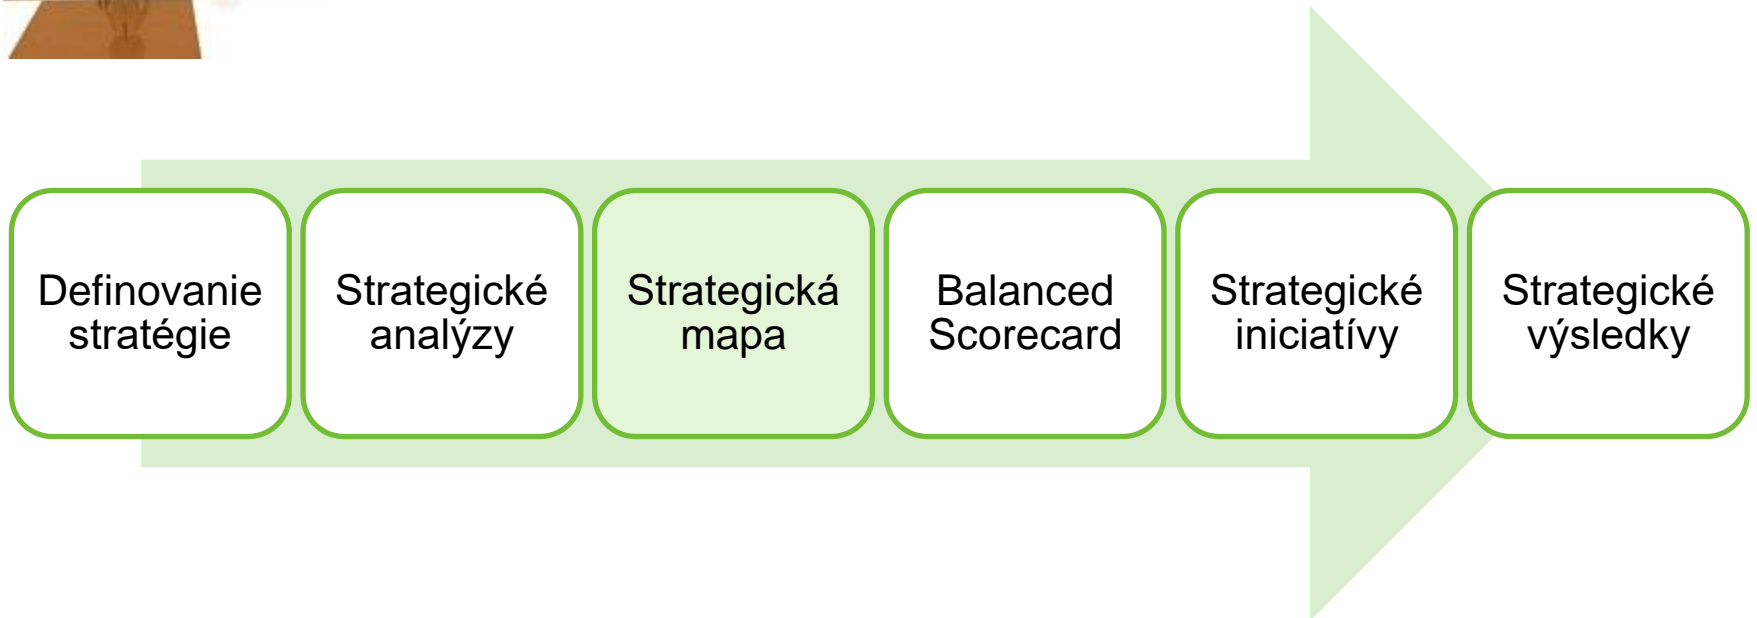 Definovanie
stratégie
Strategické
analýzy
Strategická
mapa
Balanced
Scorecard
Strategické
iniciatívy
Strategické
výsledky